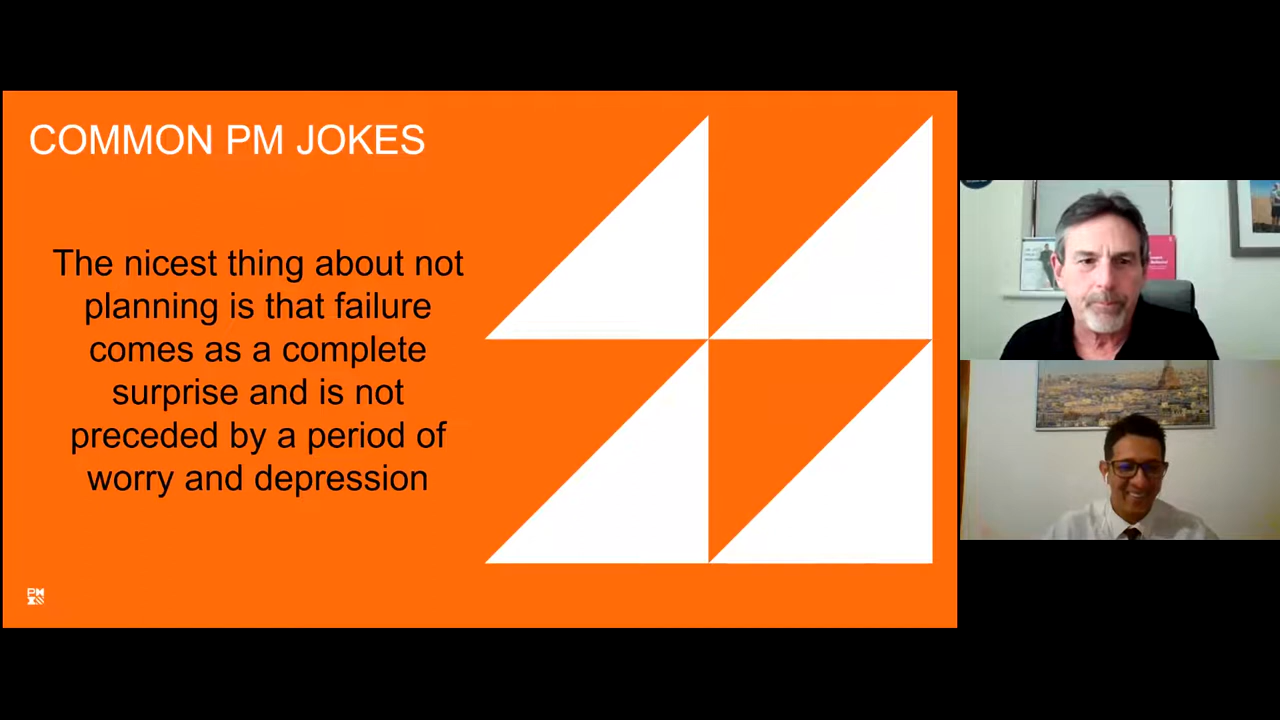 COMMON PM JOKES
The nicest thing about not
planning is that failure
comes as a complete
surprise and is not
preceded by a period of
worry and depression